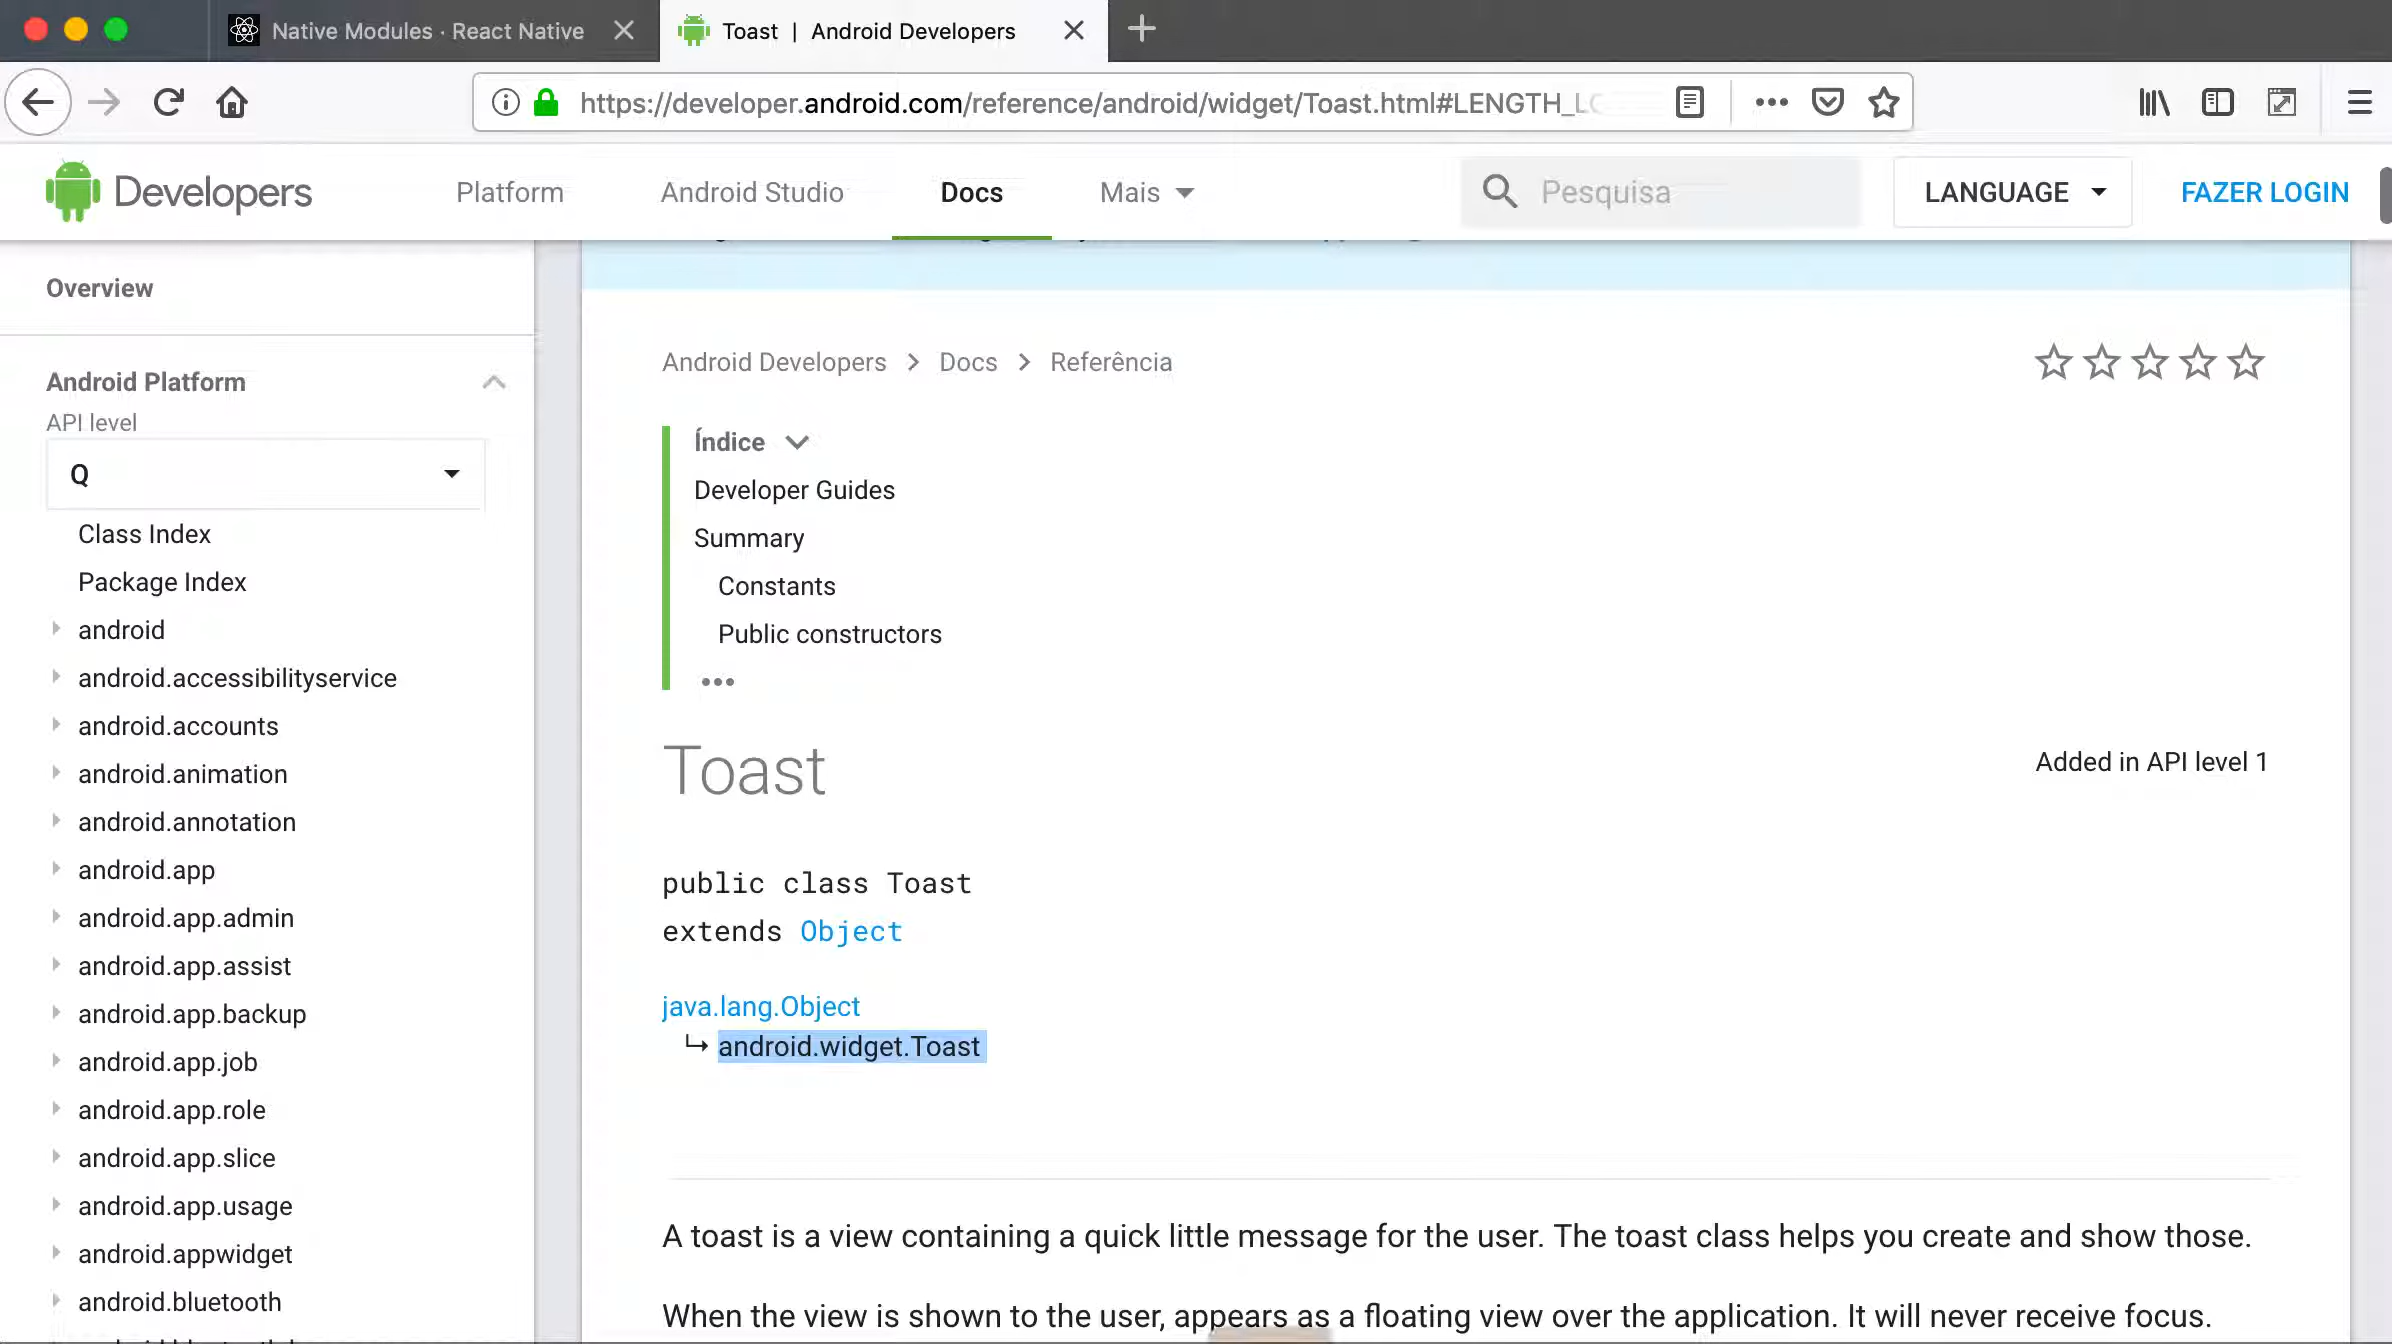 Native Modules · React Native
Toast | Android Developers
https://developer.android.com/reference/android/widget/Toast.html#LENGTH_LO
Developers
Platform
Android Studio
Docs
Mais
Pesquisa
LANGUAGE
FAZER LOGIN
Overview
Android Platform
API level
Q
Class Index
Package Index
android
android.accessibilityservice
android.accounts
android.animation
android.annotation
android.app
android.app.admin
android.app.assist
android.app.backup
android.app.job
android.app.role
android.app.slice
android.app.usage
android.appwidget
android.bluetooth
Android Developers > Docs > Referência
Índice
Developer Guides
Summary
Constants
Public constructors
Toast
Added in API level 1
public class Toast
extends Object
java.lang.Object
↳ android.widget.Toast
A toast is a view containing a quick little message for the user. The toast class helps you create and show those.
When the view is shown to the user, appears as a floating view over the application. It will never receive focus.